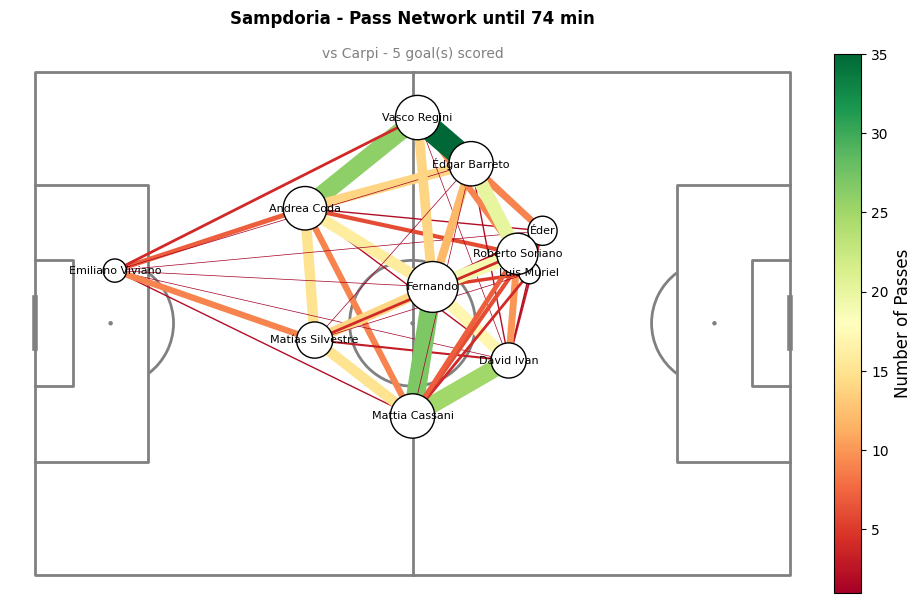 Sampdoria - Pass Network until 74 min
vs Carpi - 5 goal(s) scored
Vasco Regini
Édgar Barreto
Andrea Coda
Éder
Roberto Soriano
Emiliano Viviano
Luis Muriel
Fernando
Matías Silvestre
David Ivan
Mattia Cassani
35
30
25
20
15
10
5
Number of Passes